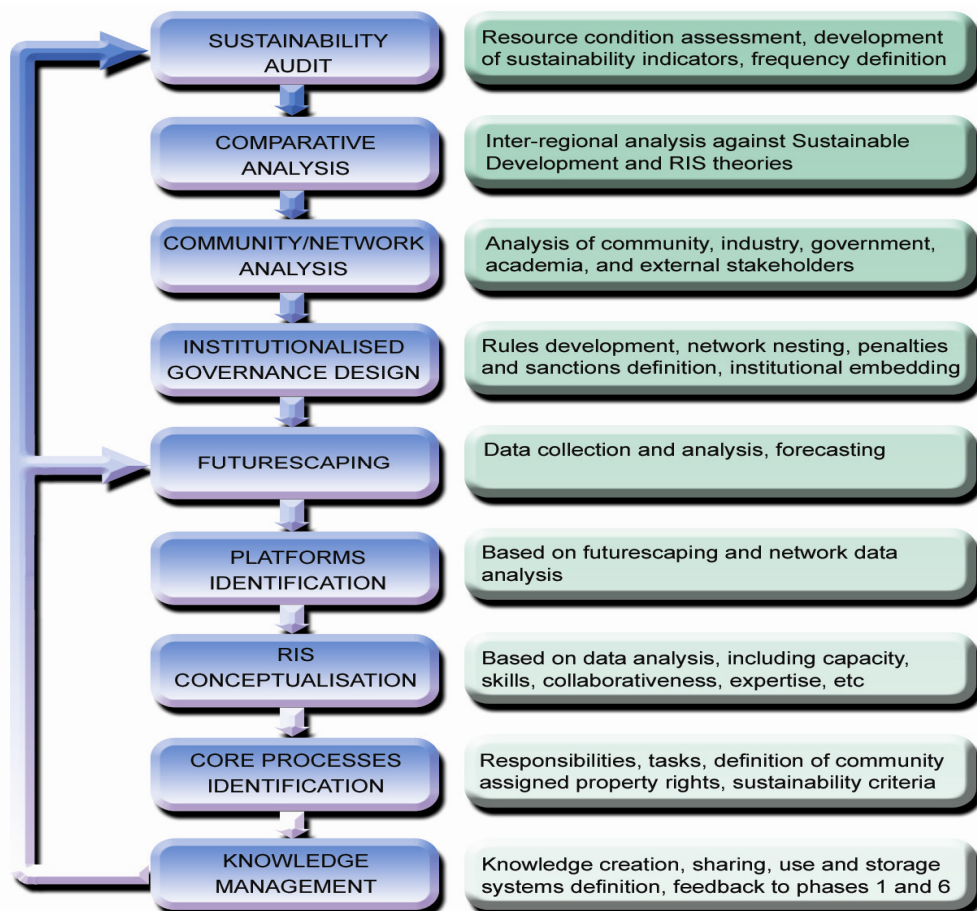 SUSTAINABILITY
AUDIT
Resource condition assessment, development
of sustainability indicators, frequency definition
COMPARATIVE
ANALYSIS
Inter-regional analysis against Sustainable
Development and RIS theories
COMMUNITY/NETWORK
ANALYSIS
Analysis of community, industry, government,
academia, and external stakeholders
INSTITUTIONALISED
GOVERNANCE DESIGN
Rules development, network nesting, penalties
and sanctions definition, institutional embedding
FUTURESCAPING
Data collection and analysis, forecasting
PLATFORMS
IDENTIFICATION
Based on futurescaping and network data
analysis
RIS
CONCEPTUALISATION
Based on data analysis, including capacity,
skills, collaborativeness, expertise, etc
CORE PROCESSES
IDENTIFICATION
Responsibilities, tasks, definition of community
assigned property rights, sustainability criteria
KNOWLEDGE
MANAGEMENT
Knowledge creation, sharing, use and storage
systems definition, feedback to phases 1 and 6